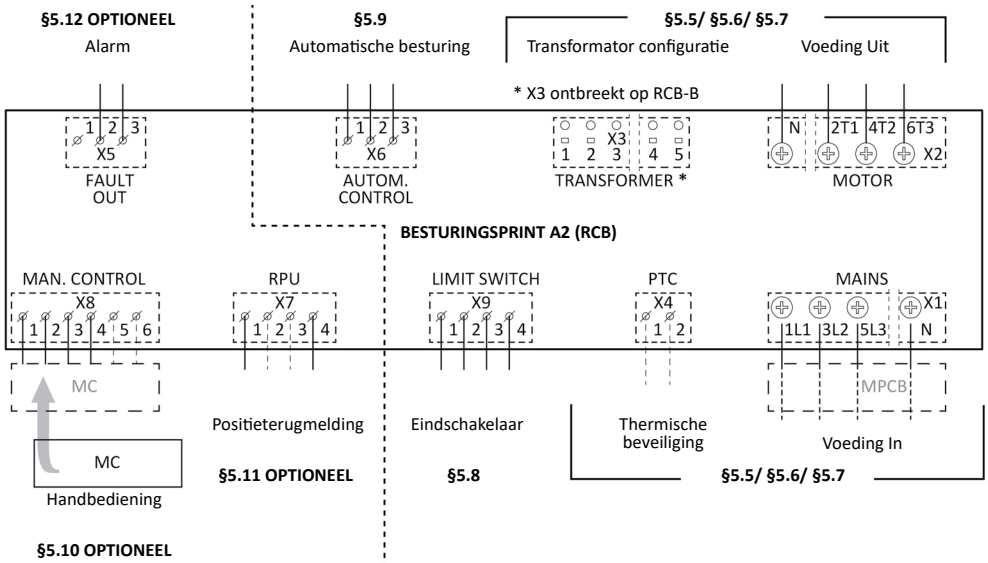 §5.12 OPTIONEEL
Alarm
§5.9
Automatische besturing
§5.5/ §5.6/ §5.7
Transformator configuratie
Voeding Uit
* X3 ontbreekt op RCB-B
1 2 3
X5
FAULT
OUT
1 2 3
X6
AUTOM.
CONTROL
X3
1 2 3 4 5
TRANSFORMER *
N 2T1 4T2 6T3
X2
MOTOR
BESTURINGSPRINT A2 (RCB)
MAN. CONTROL
X8
1 2 3 4 5 6
RPU
X7
1 2 3 4
LIMIT SWITCH
X9
1 2 3 4
PTC
X4
1 2
MAINS
X1
1L1 3L2 5L3 N
MC
MPCB
MC
Handbediening
§5.10 OPTIONEEL
Positieterugmelding
§5.11 OPTIONEEL
Eindschakelaar
§5.8
Thermische
beveiliging
Voeding In
§5.5/ §5.6/ §5.7